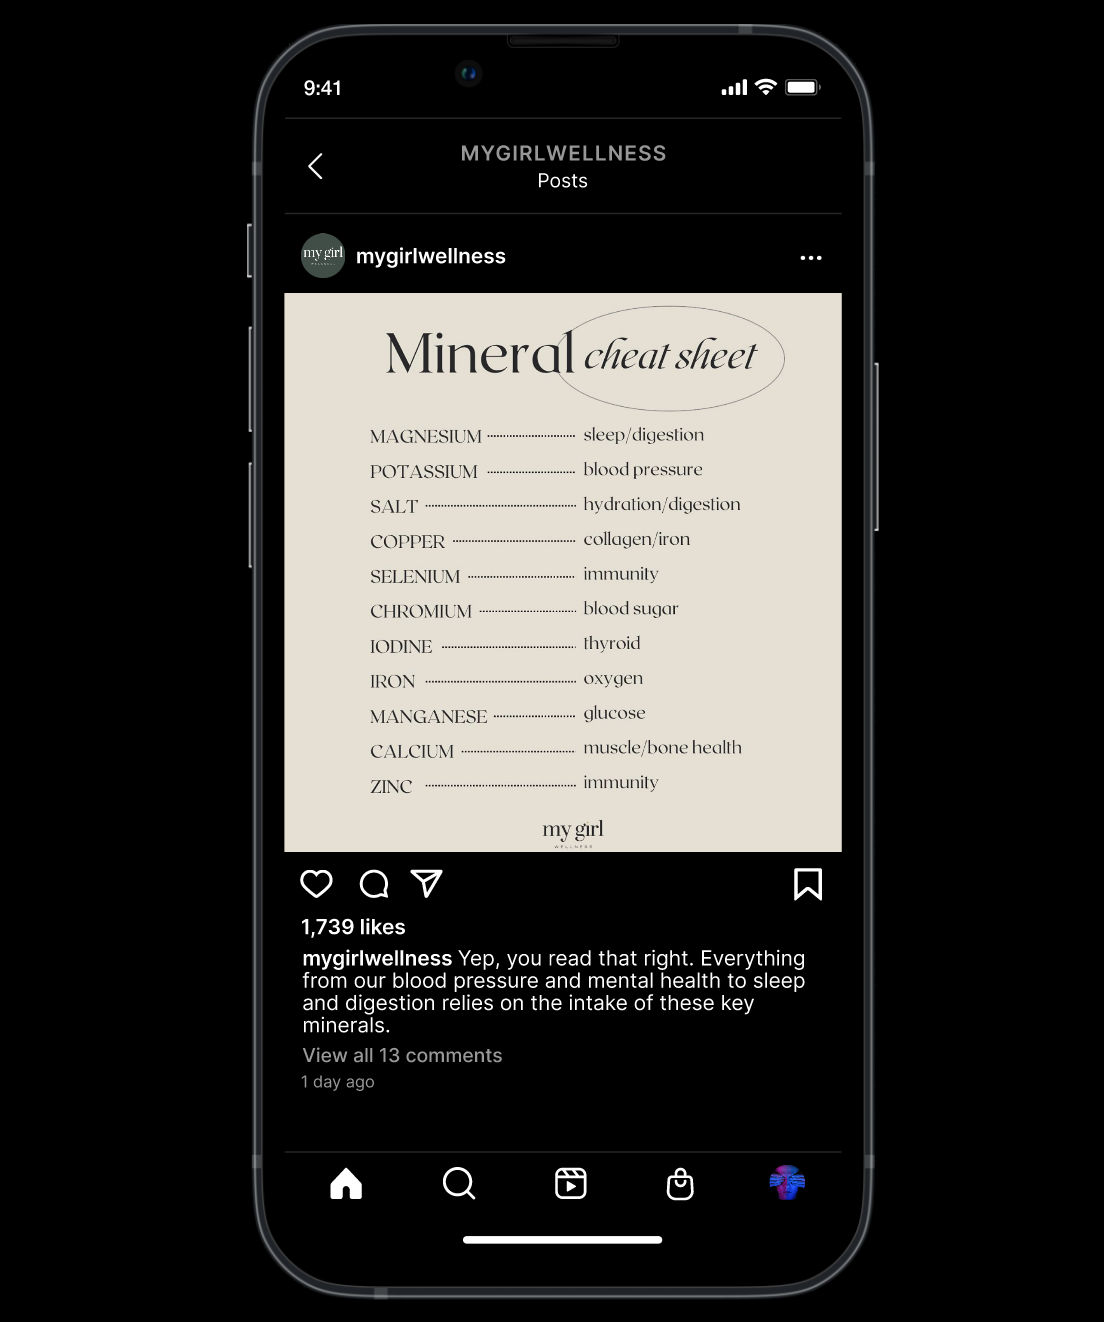 9:41
MYGIRLWELLNESS
Posts
my girl
mygirlwellness
Mineral cheat sheet
MAGNESIUM sleep/digestion
POTASSIUM blood pressure
SALT hydration/digestion
COPPER collagen/iron
SELENIUM immunity
CHROMIUM blood sugar
IODINE thyroid
IRON oxygen
MANGANESE glucose
CALCIUM muscle/bone health
ZINC immunity
my girl
WELLNESS
1,739 likes
mygirlwellness Yep, you read that right. Everything
from our blood pressure and mental health to sleep
and digestion relies on the intake of these key
minerals.
View all 13 comments
1 day ago